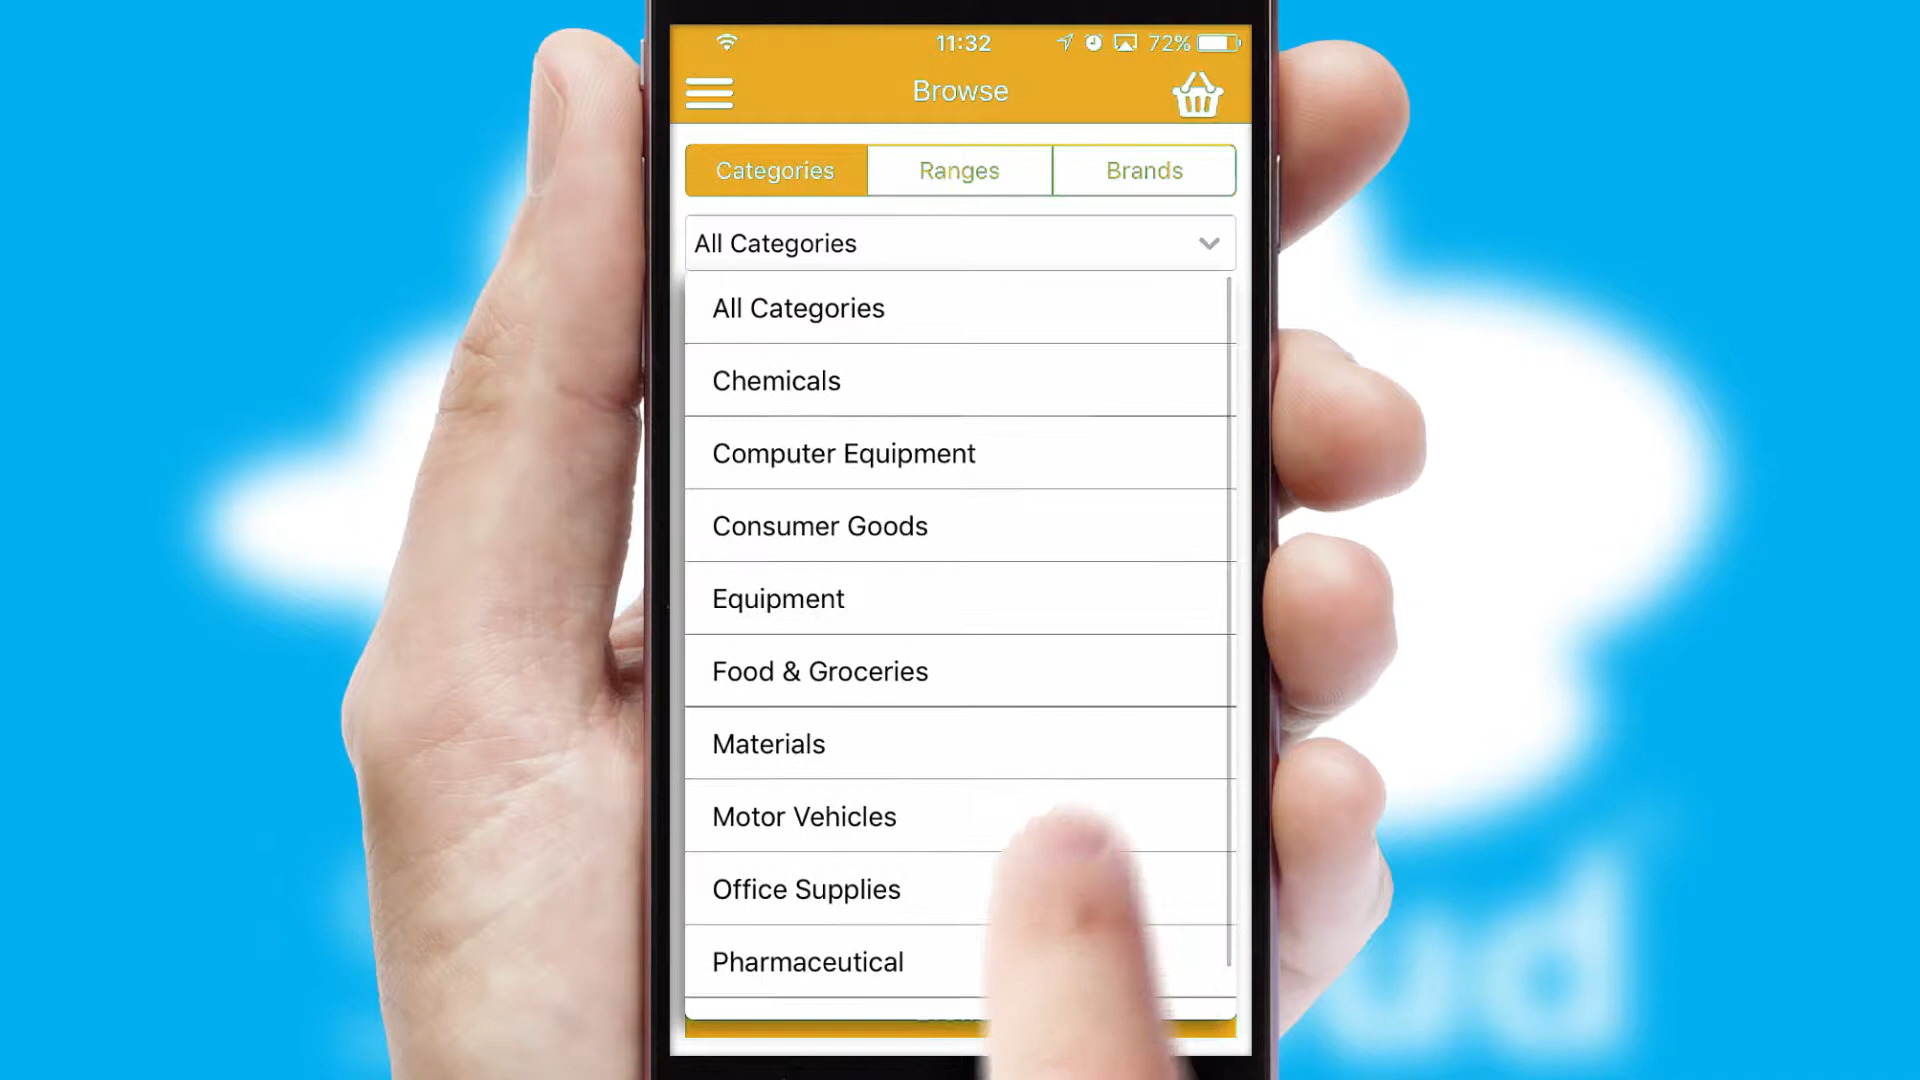 11:32
72%
Browse
Categories
Ranges
Brands
All Categories
All Categories
Chemicals
Computer Equipment
Consumer Goods
Equipment
Food & Groceries
Materials
Motor Vehicles
Office Supplies
Pharmaceutical
ud